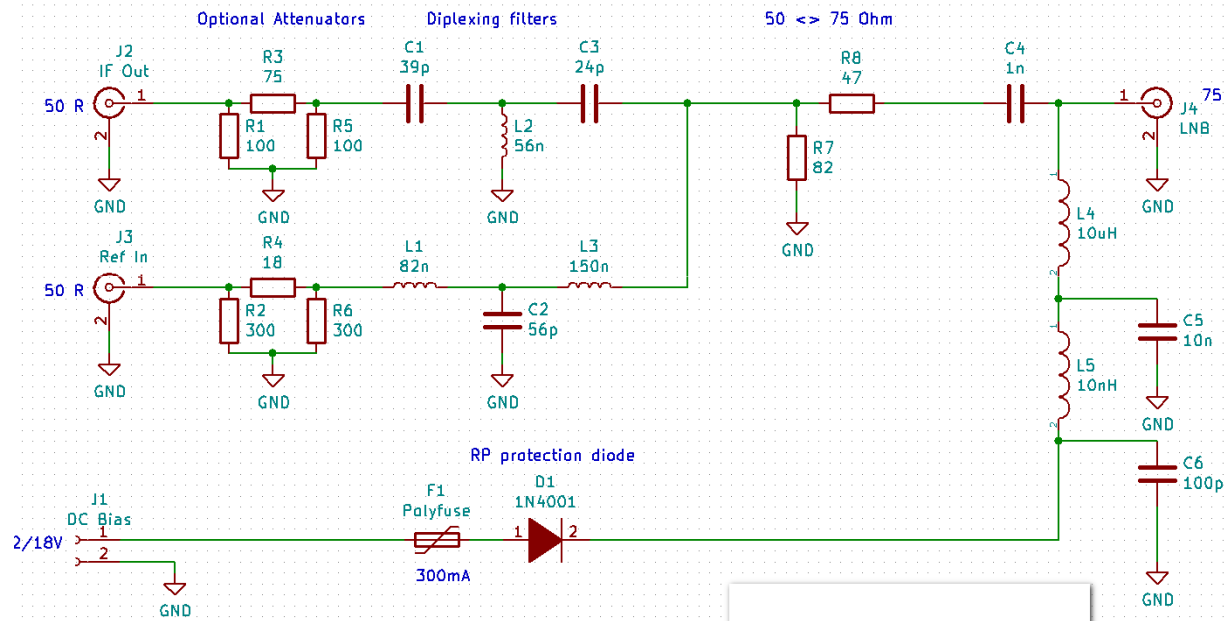 Optional Attenuators
Diplexing filters
50 <> 75 Ohm
J2
IF Out
50 R
1
2
GND
R3
75
R1
100
R5
100
GND
C1
39p
L2
56n
GND
C3
24p
R8
47
R7
82
GND
C4
1n
1
2
75
J4
LNB
GND
J3
Ref In
50 R
1
2
GND
R4
18
R2
300
R6
300
GND
L1
82n
C2
56p
GND
L3
150n
1
L4
10uH
2
C5
10n
GND
1
L5
10nH
2
C6
100p
GND
RP protection diode
J1
DC Bias
2/18V
1
2
GND
F1
Polyfuse
300mA
D1
1N4001
1
2